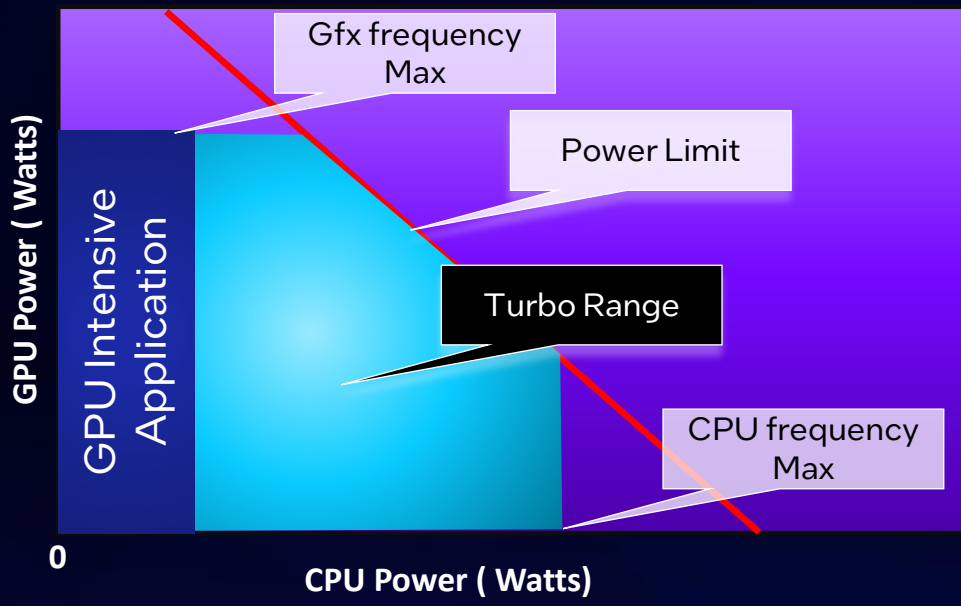 Gfx frequency
Max
Power Limit
Turbo Range
CPU frequency
Max
GPU Intensive
Application
GPU Power ( Watts)
0
CPU Power ( Watts)